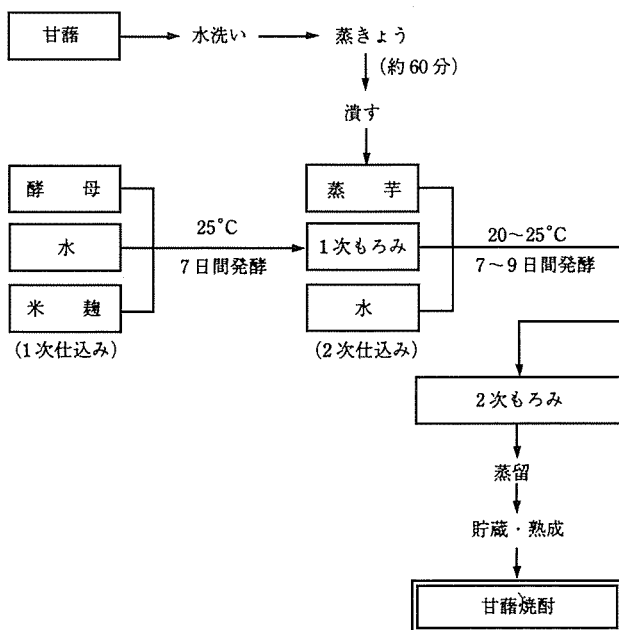 甘藷
水洗い
蒸きょう
(約60分)
潰す
酵 母
水
米 麹
(1次仕込み)
25°C
7日間発酵
蒸 芋
1次もろみ
水
(2次仕込み)
20〜25°C
7〜9日間発酵
2次もろみ
蒸留
貯蔵・熟成
甘藷焼酎